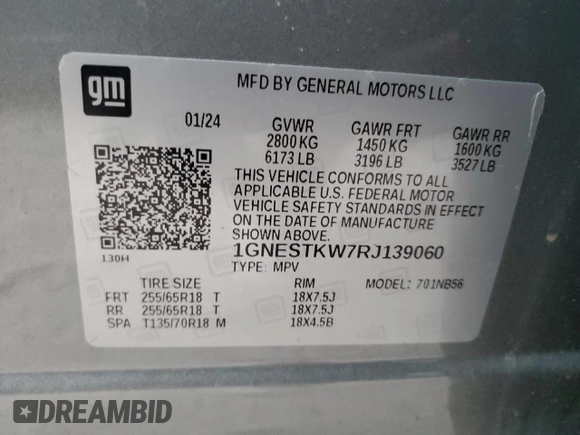 gm
MFD BY GENERAL MOTORS LLC
01/24 GVWR GAWR FRT GAWR RR
2800 KG 1450 KG 1600 KG
6173 LB 3196 LB 3527 LB
THIS VEHICLE CONFORMS TO ALL
APPLICABLE U.S. FEDERAL MOTOR
VEHICLE SAFETY STANDARDS IN EFFECT
ON THE DATE OF MANUFACTURE
SHOWN ABOVE.
130H 1GNESTKW7RJ139060
TYPE: MPV
TIRE SIZE RIM MODEL: 701NB56
FRT 255/65R18 T 18X7.5J
RR 255/65R18 T 18X7.5J
SPA T135/70R18 M 18X4.5B
DREAMBID